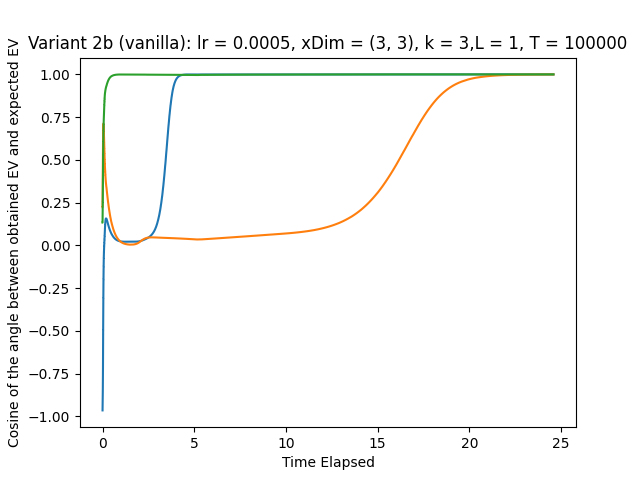 Variant 2b (vanilla): lr = 0.0005, xDim = (3, 3), k = 3,L = 1, T = 100000
Cosine of the angle between obtained EV and expected EV
1.00
0.75
0.50
0.25
0.00
−0.25
−0.50
−0.75
−1.00
0 5 10 15 20 25
Time Elapsed